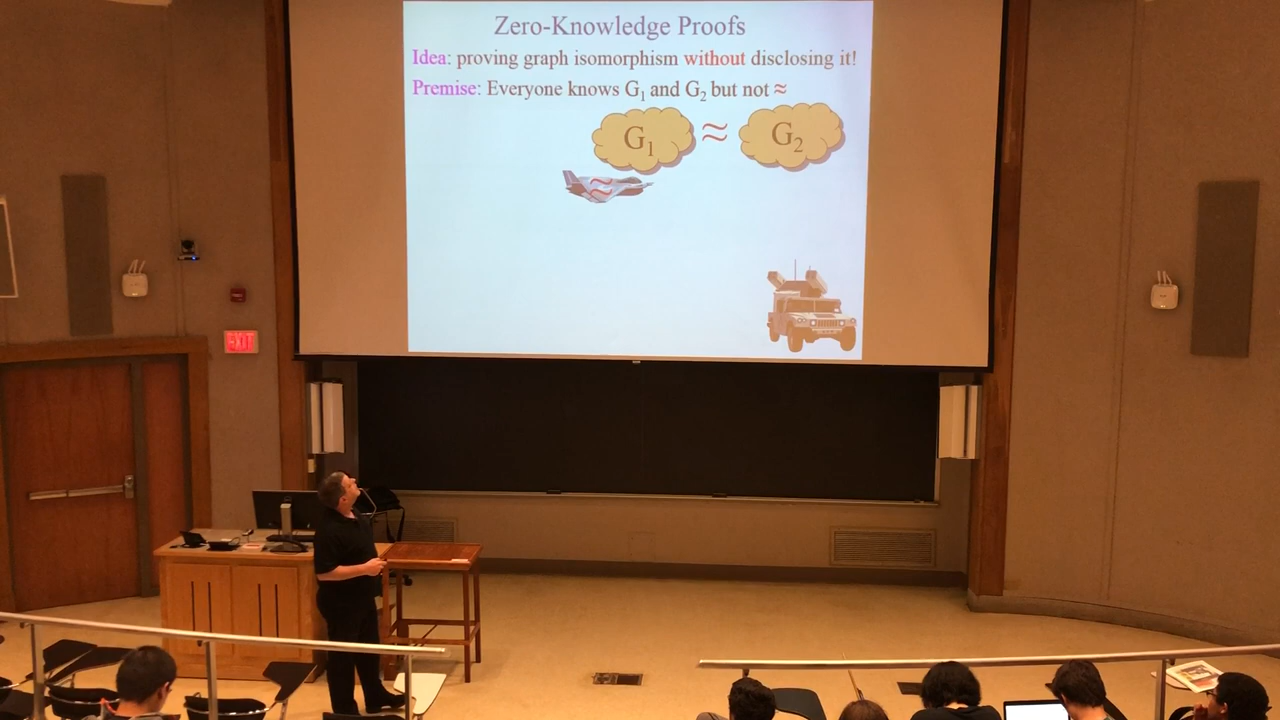 Zero-Knowledge Proofs
Idea: proving graph isomorphism without disclosing it!
Premise: Everyone knows G₁ and G₂ but not ≈
G₁ ≈ G₂
≈
EXIT